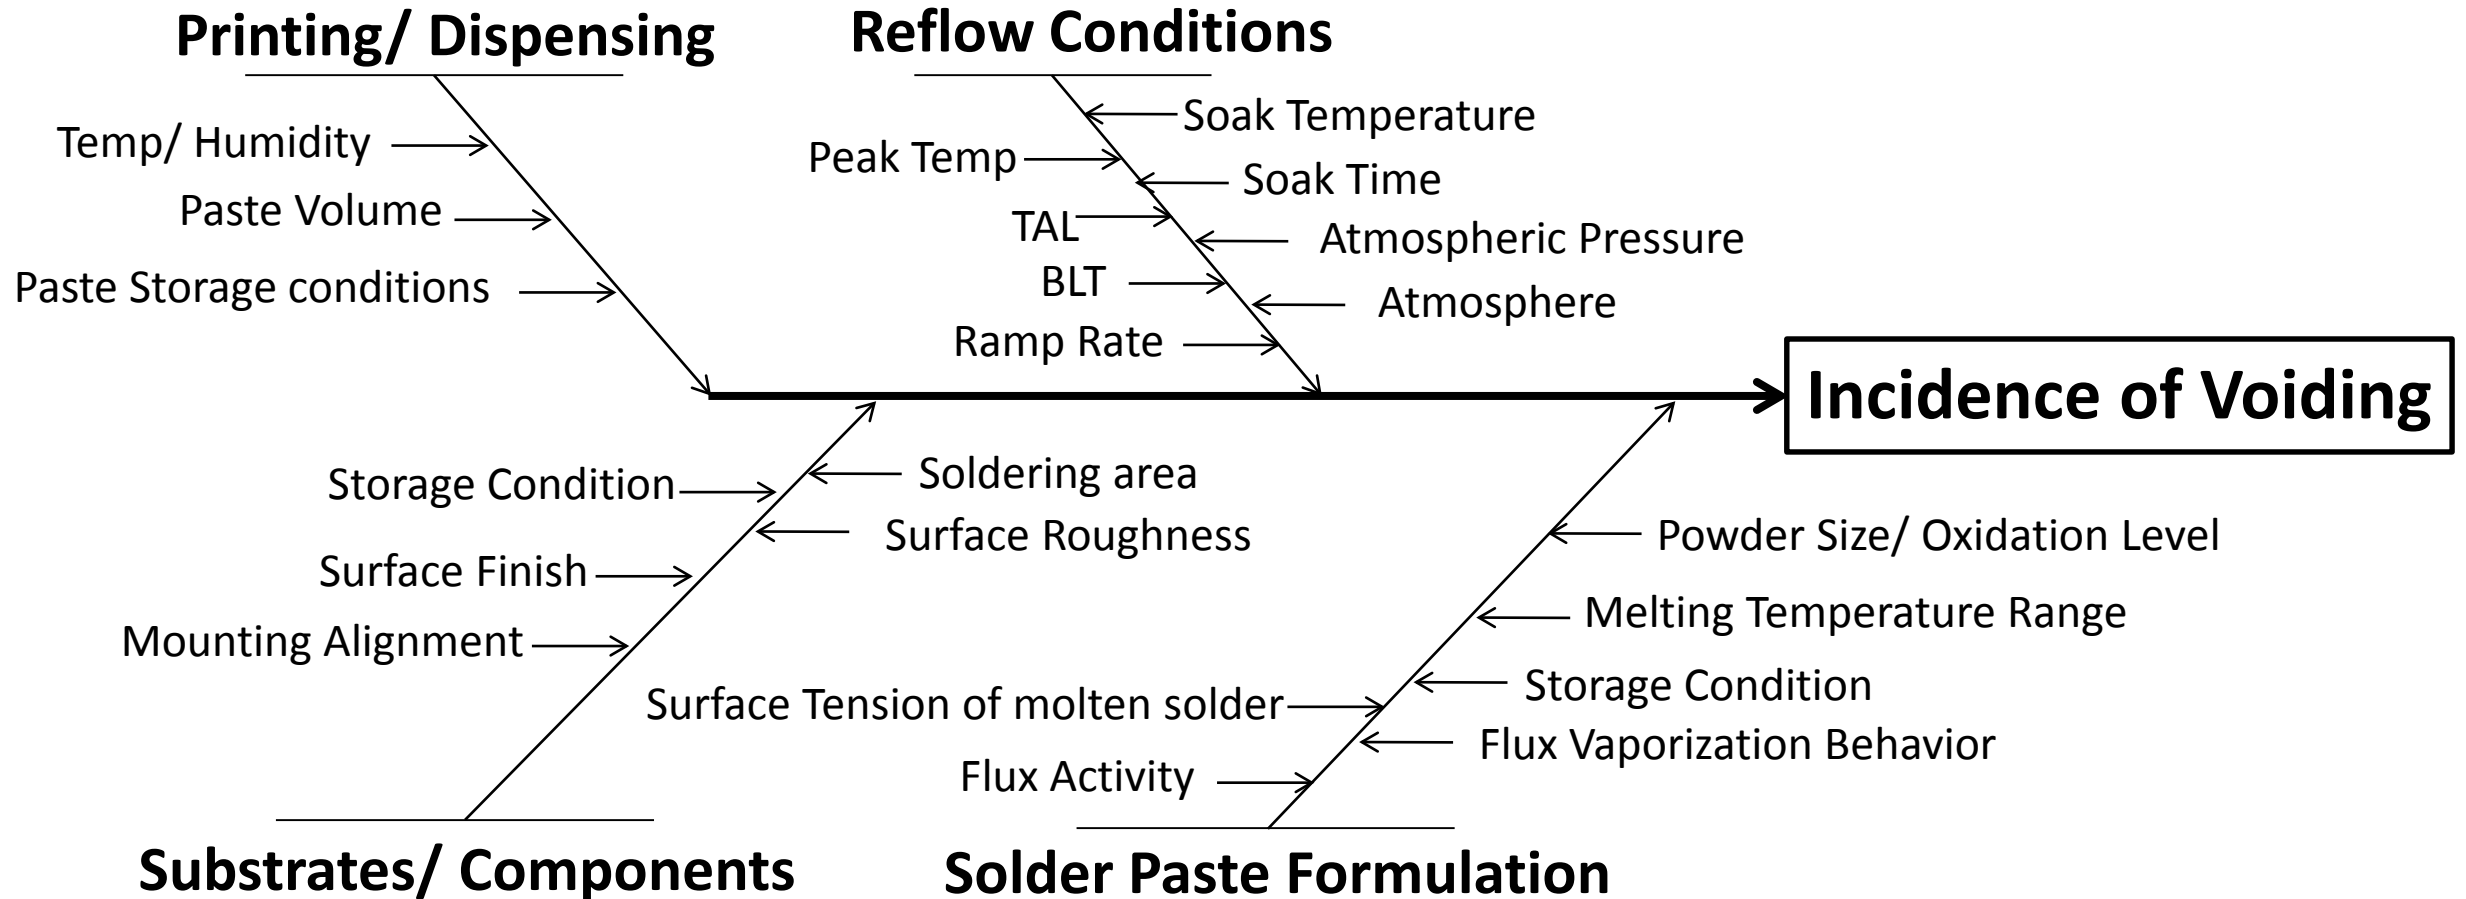 Printing/ Dispensing
Temp/ Humidity
Paste Volume
Paste Storage conditions
Reflow Conditions
Soak Temperature
Peak Temp
Soak Time
TAL
Atmospheric Pressure
BLT
Atmosphere
Ramp Rate
Incidence of Voiding
Storage Condition
Soldering area
Surface Roughness
Surface Finish
Mounting Alignment
Substrates/ Components
Powder Size/ Oxidation Level
Melting Temperature Range
Storage Condition
Surface Tension of molten solder
Flux Vaporization Behavior
Flux Activity
Solder Paste Formulation